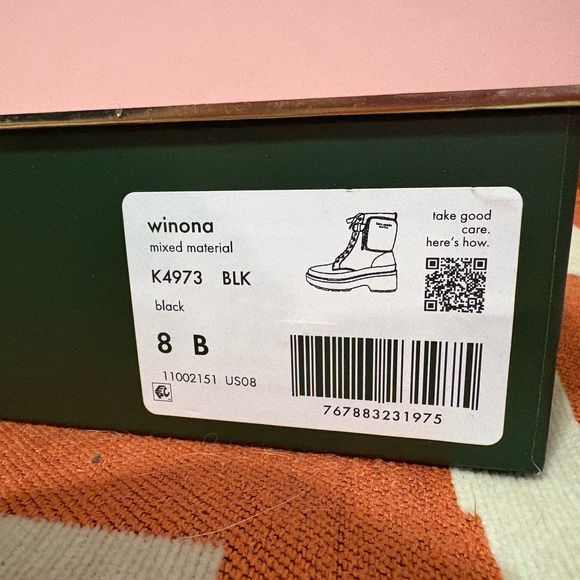 winona
mixed material
K4973 BLK
black
8 B
11002151 US08
take good
care.
here's how.
767883231975